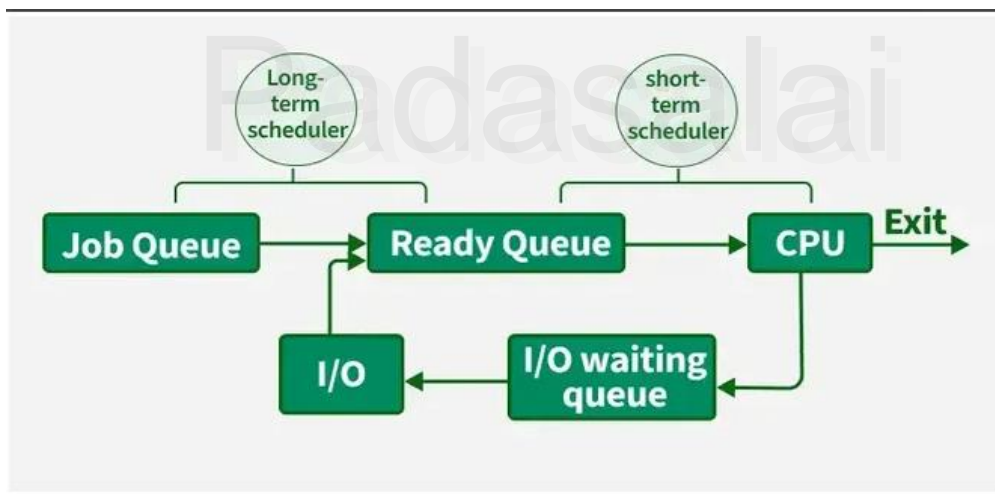 Padasalai
Long-
term
scheduler
short-
term
scheduler
Job Queue
Ready Queue
CPU
Exit
I/O
I/O waiting
queue